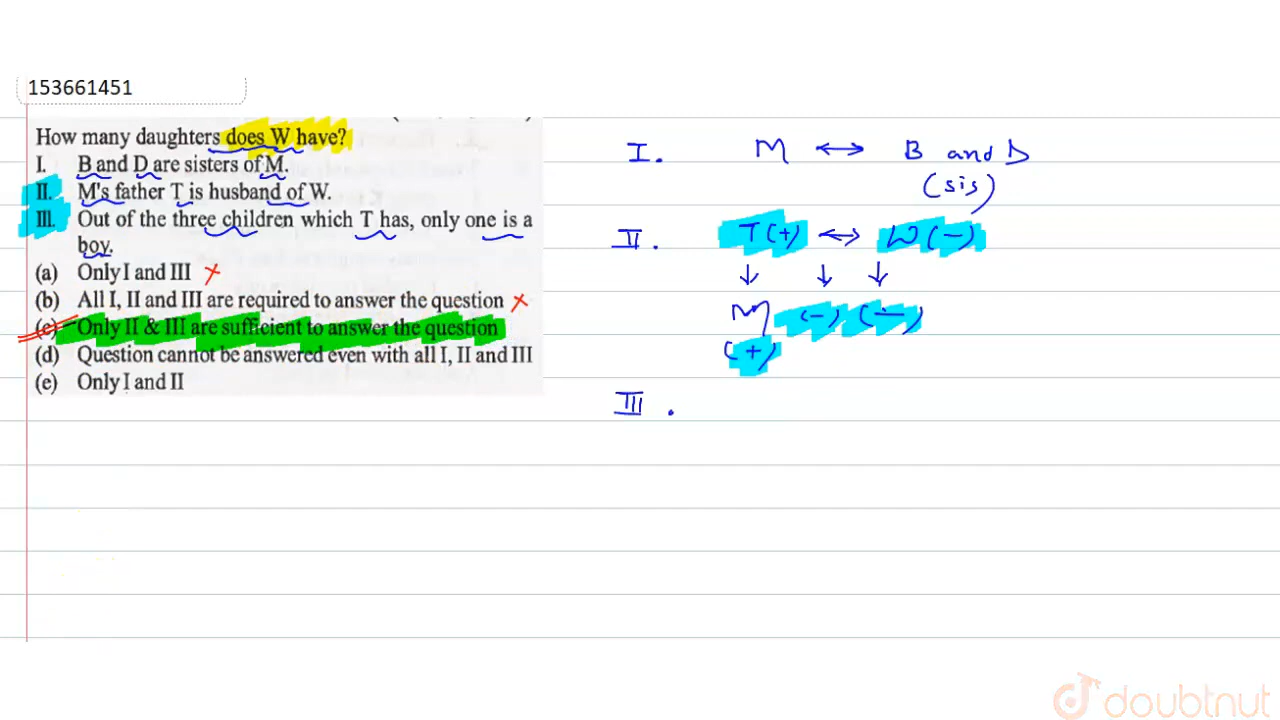 153661451
How many daughters does W have?
I. B and D are sisters of M.
II. M's father T is husband of W.
III. Out of the three children which T has, only one is a
boy.
(a) Only I and III ×
(b) All I, II and III are required to answer the question ×
(c) Only II & III are sufficient to answer the question
(d) Question cannot be answered even with all I, II and III
(e) Only I and II
I. M ↔ B and D
(sis)
II. T(+) ↔ W(-)
↓ ↓ ↓
M (-) (-)
(+)
III.
doubtnut